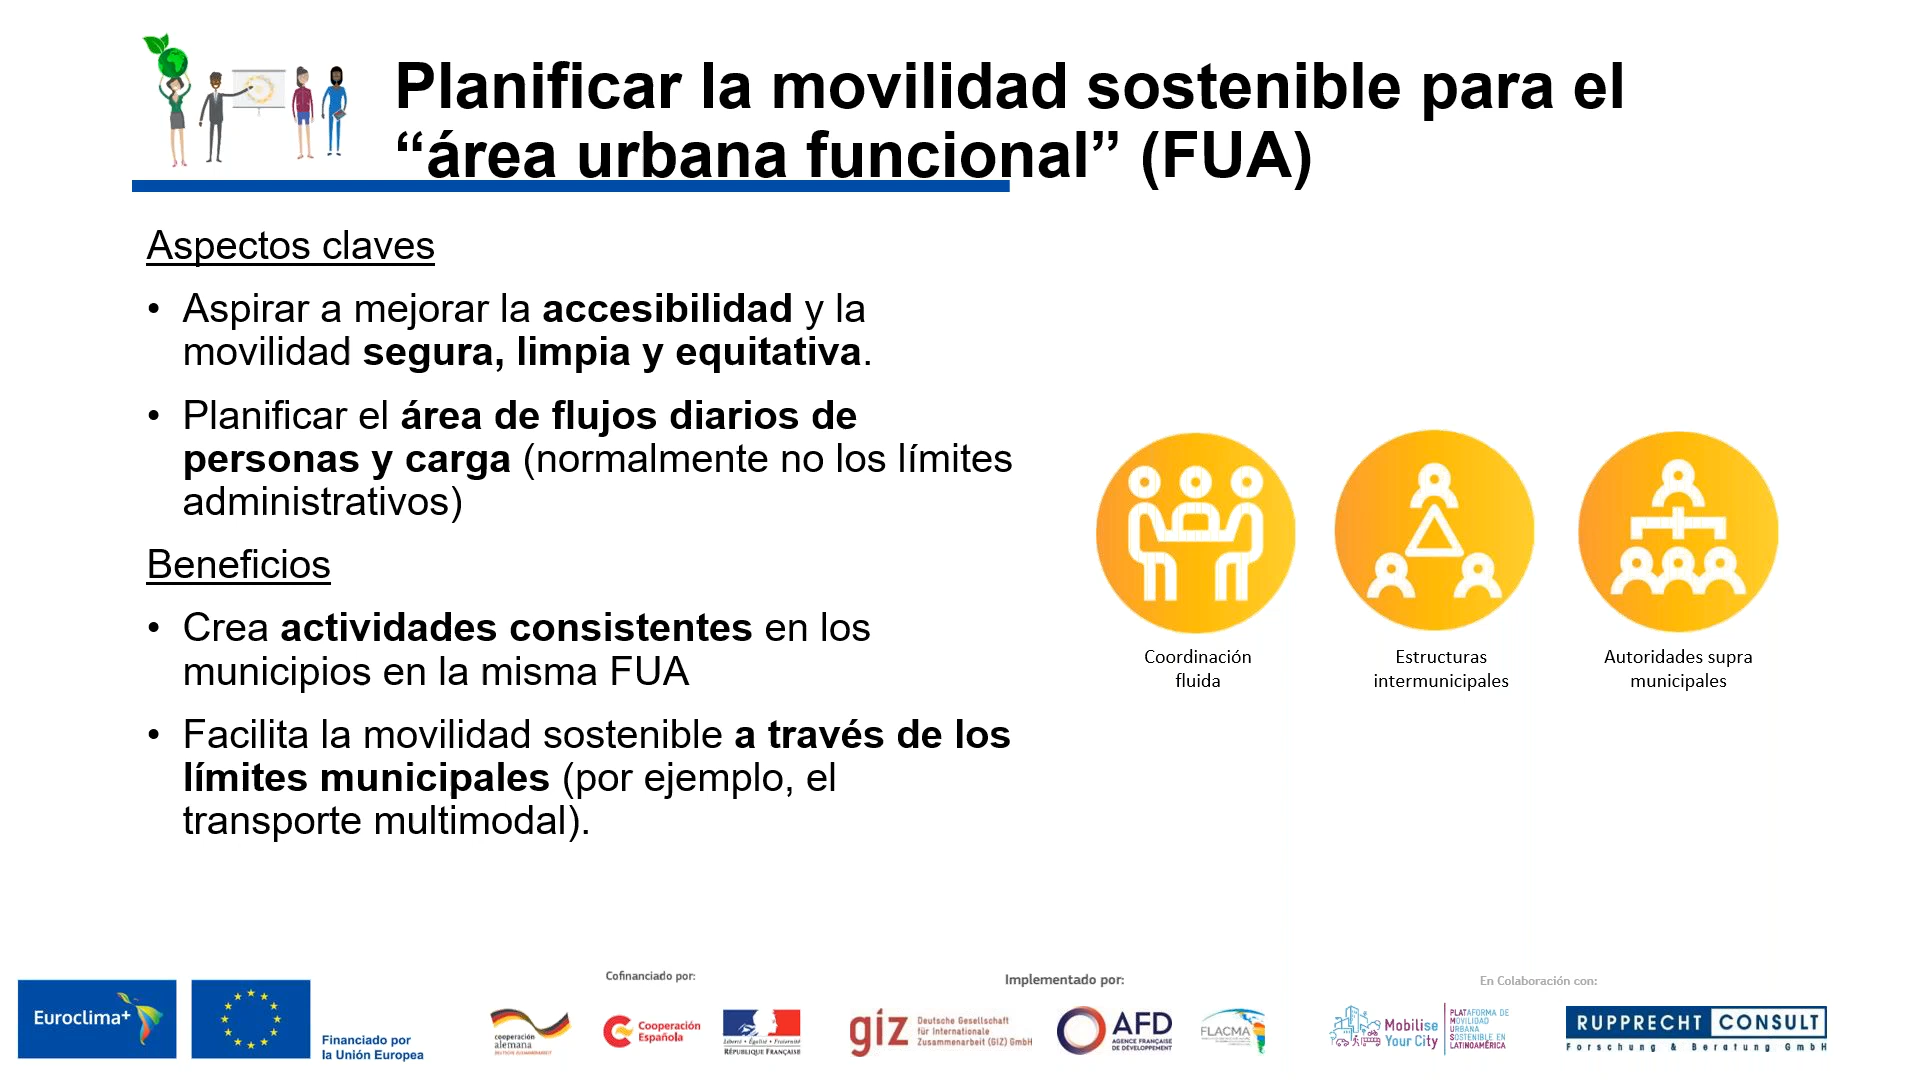 Planificar la movilidad sostenible para el
“área urbana funcional” (FUA)
Aspectos claves
• Aspirar a mejorar la accesibilidad y la
movilidad segura, limpia y equitativa.
• Planificar el área de flujos diarios de
personas y carga (normalmente no los límites
administrativos)
Beneficios
• Crea actividades consistentes en los
municipios en la misma FUA
• Facilita la movilidad sostenible a través de los
límites municipales (por ejemplo, el
transporte multimodal).
Coordinación
fluida
Estructuras
intermunicipales
Autoridades supra
municipales
Euroclima+
Financiado por
la Unión Europea
Cofinanciado por:
cooperación
alemana
DEUTSCHE ZUSAMMENARBEIT
Cooperación
Española
Liberté • Égalité • Fraternité
RÉPUBLIQUE FRANÇAISE
Implementado por:
giz
Deutsche Gesellschaft
für Internationale
Zusammenarbeit (GIZ) GmbH
AFD
AGENCE FRANÇAISE
DE DÉVELOPPEMENT
FLACMA
En Colaboración con:
Mobilise
Your City
PLATAFORMA DE
MOVILIDAD
URBANA
SOSTENIBLE EN
LATINOAMÉRICA
RUPPRECHT CONSULT
Forschung & Beratung GmbH